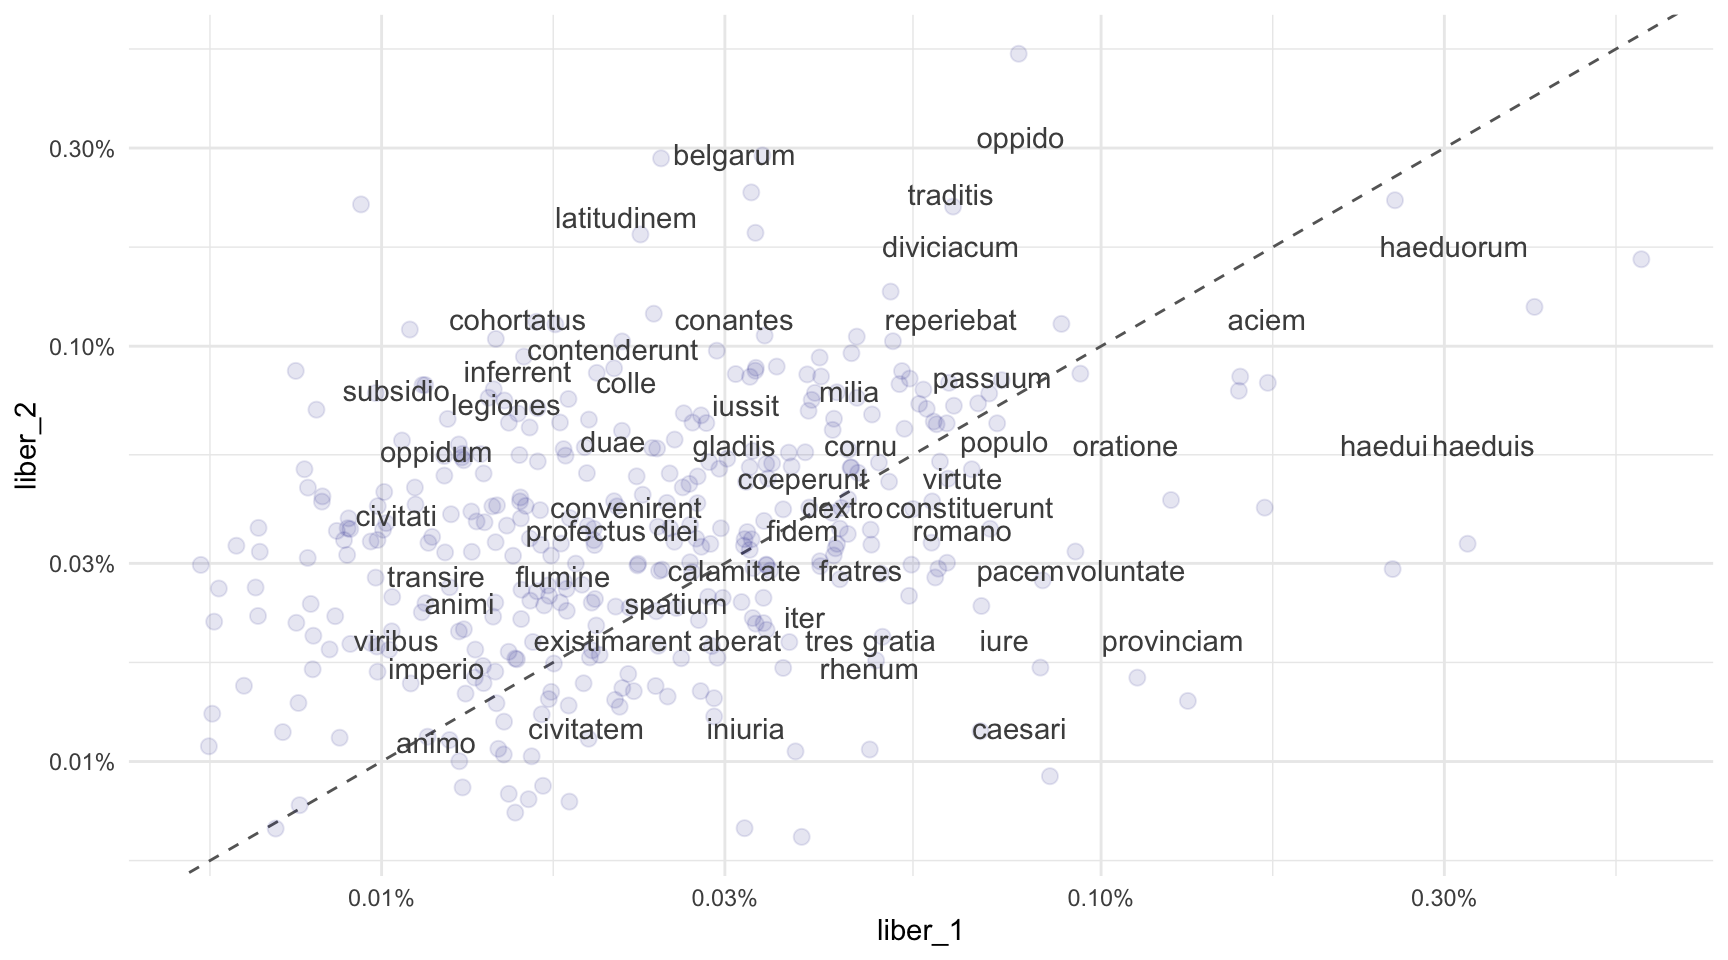 oppido
0.30%
belgarum
traditis
latitudinem
diviciacum
haeduorum
cohortatus
conantes
reperiebat
aciem
0.10%
contenderunt
inferrent
colle
passuum
subsidio
milia
legiones
iussit
liber_2
duae
gladiis
cornu
populo
oratione
haedui
haeduis
oppidum
coeperunt
virtute
convenirent
dextro
constituerunt
civitati
profectus
diei
fidem
romano
0.03%
calamitate
fratres
pacem
voluntate
transire
flumine
animi
spatium
iter
viribus
existimarent
aberat
tres
gratia
iure
provinciam
imperio
rhenum
civitatem
iniuria
caesari
animo
0.01%
0.01%
0.03%
0.10%
0.30%
liber_1